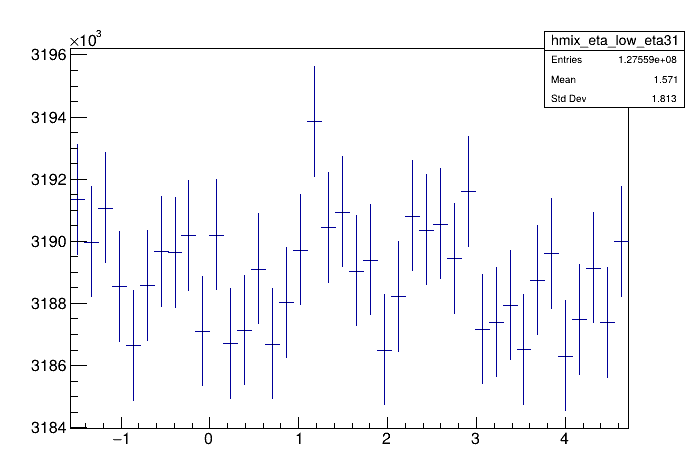 ×10³
hmix_eta_low_eta31
Entries 1.27559e+08
Mean 1.571
Std Dev 1.813
3196
3194
3192
3190
3188
3186
3184
−1 0 1 2 3 4